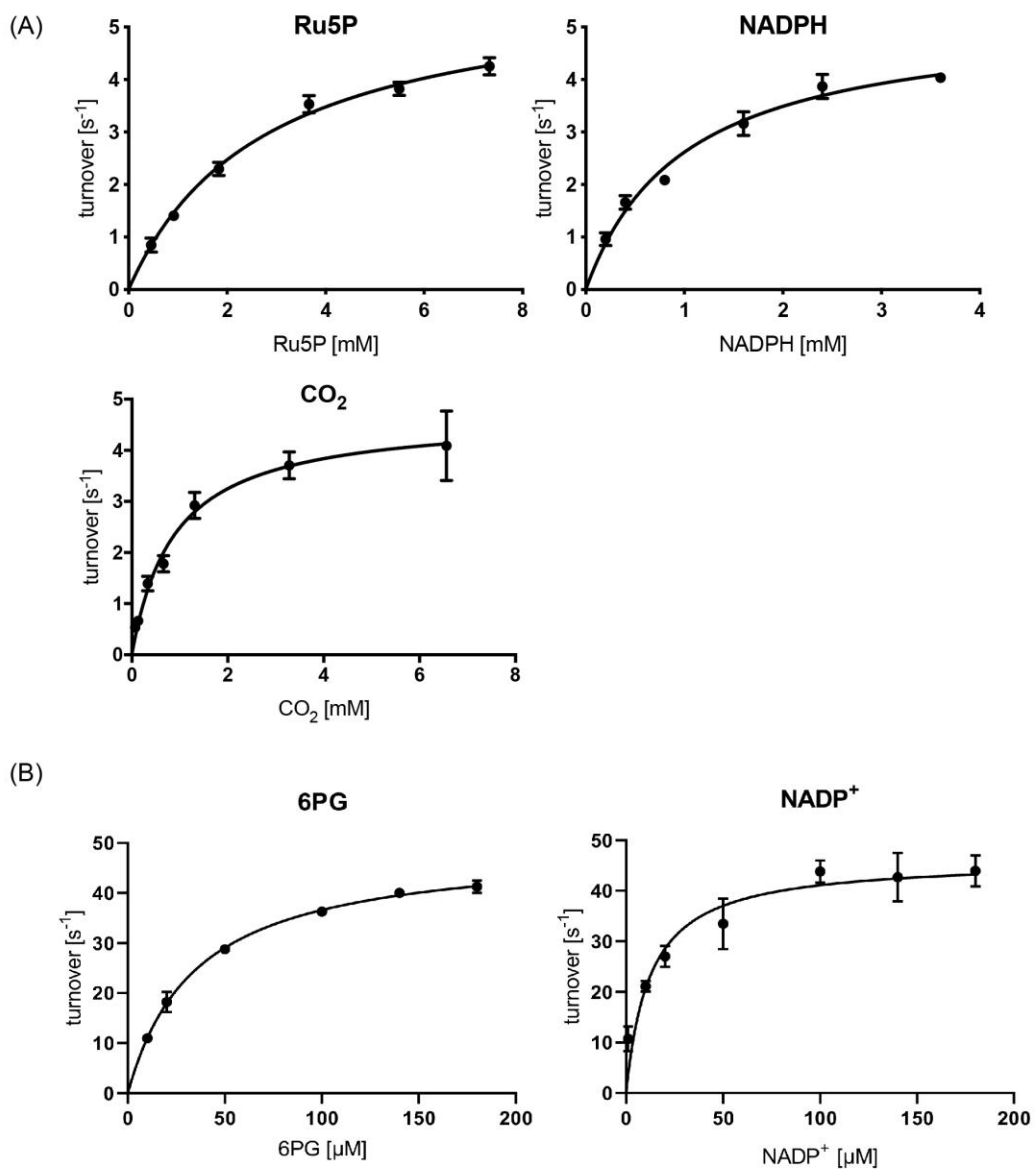 (A)
Ru5P
turnover [s⁻¹]
5
4
3
2
1
0
0 2 4 6 8
Ru5P [mM]
NADPH
turnover [s⁻¹]
5
4
3
2
1
0
0 1 2 3 4
NADPH [mM]
CO₂
turnover [s⁻¹]
5
4
3
2
1
0
0 2 4 6 8
CO₂ [mM]
(B)
6PG
turnover [s⁻¹]
50
40
30
20
10
0
0 50 100 150 200
6PG [µM]
NADP⁺
turnover [s⁻¹]
50
40
30
20
10
0
0 50 100 150 200
NADP⁺ [µM]